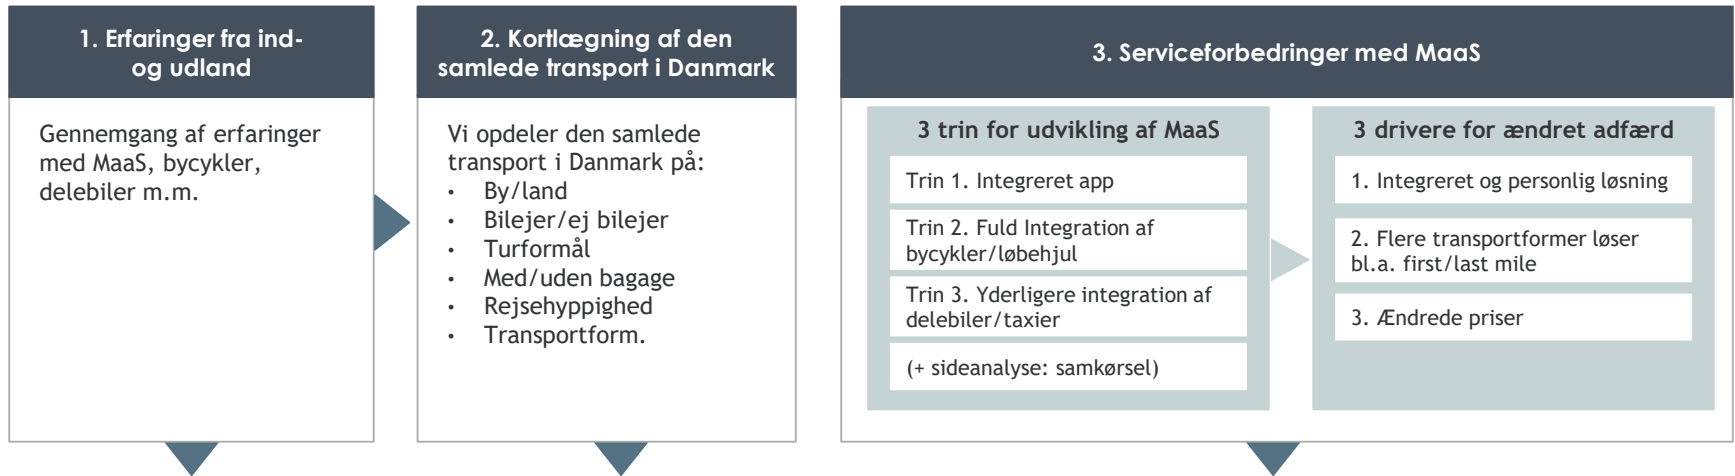 1. Erfaringer fra ind-
og udland
Gennemgang af erfaringer
med MaaS, bycykler,
delebiler m.m.
2. Kortlægning af den
samlede transport i Danmark
Vi opdeler den samlede
transport i Danmark på:
• By/land
• Bilejer/ej bilejer
• Turformål
• Med/uden bagage
• Rejsehyppighed
• Transportform.
3. Serviceforbedringer med MaaS
3 trin for udvikling af MaaS
Trin 1. Integreret app
Trin 2. Fuld Integration af
bycykler/løbehjul
Trin 3. Yderligere integration af
delebiler/taxier
(+ sideanalyse: samkørsel)
3 drivere for ændret adfærd
1. Integreret og personlig løsning
2. Flere transportformer løser
bl.a. first/last mile
3. Ændrede priser